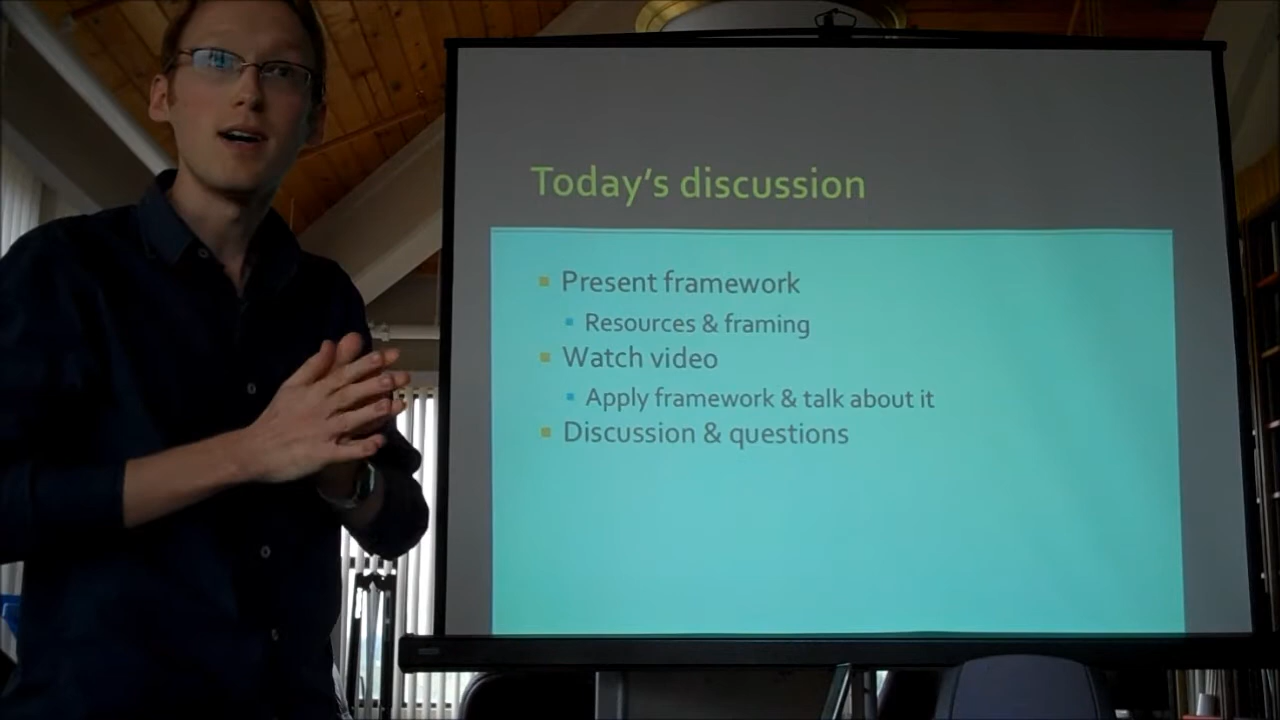 Today's discussion
Present framework
Resources & framing
Watch video
Apply framework & talk about it
Discussion & questions